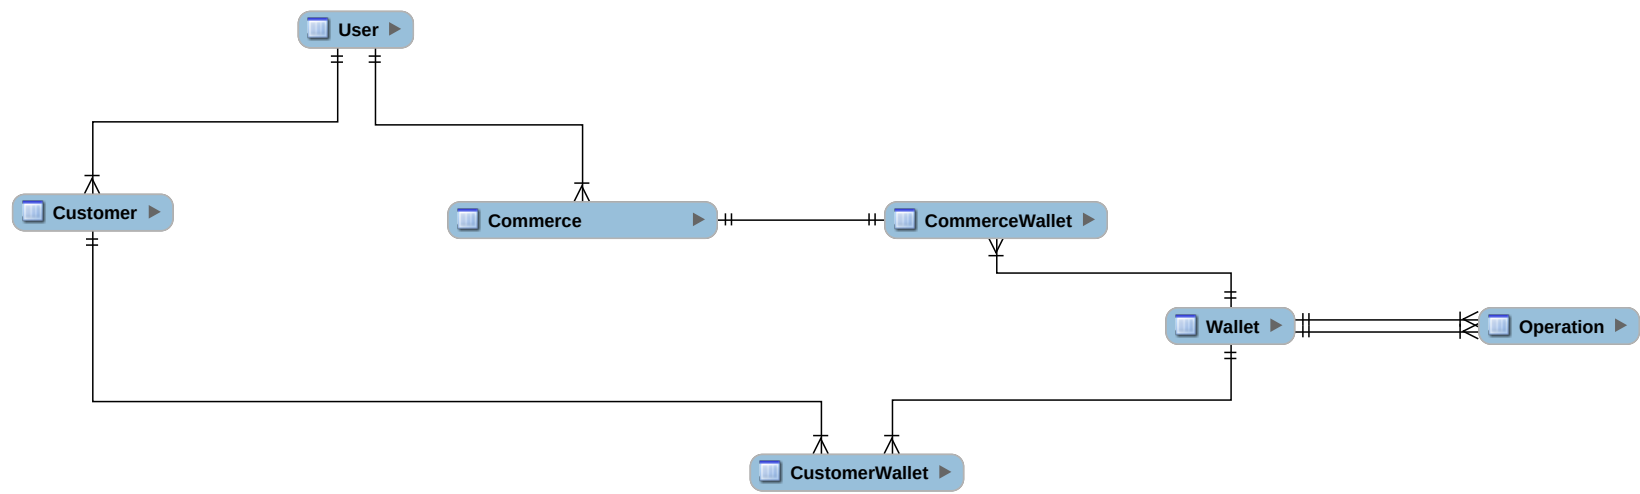 User
Customer
Commerce
CommerceWallet
Wallet
Operation
CustomerWallet